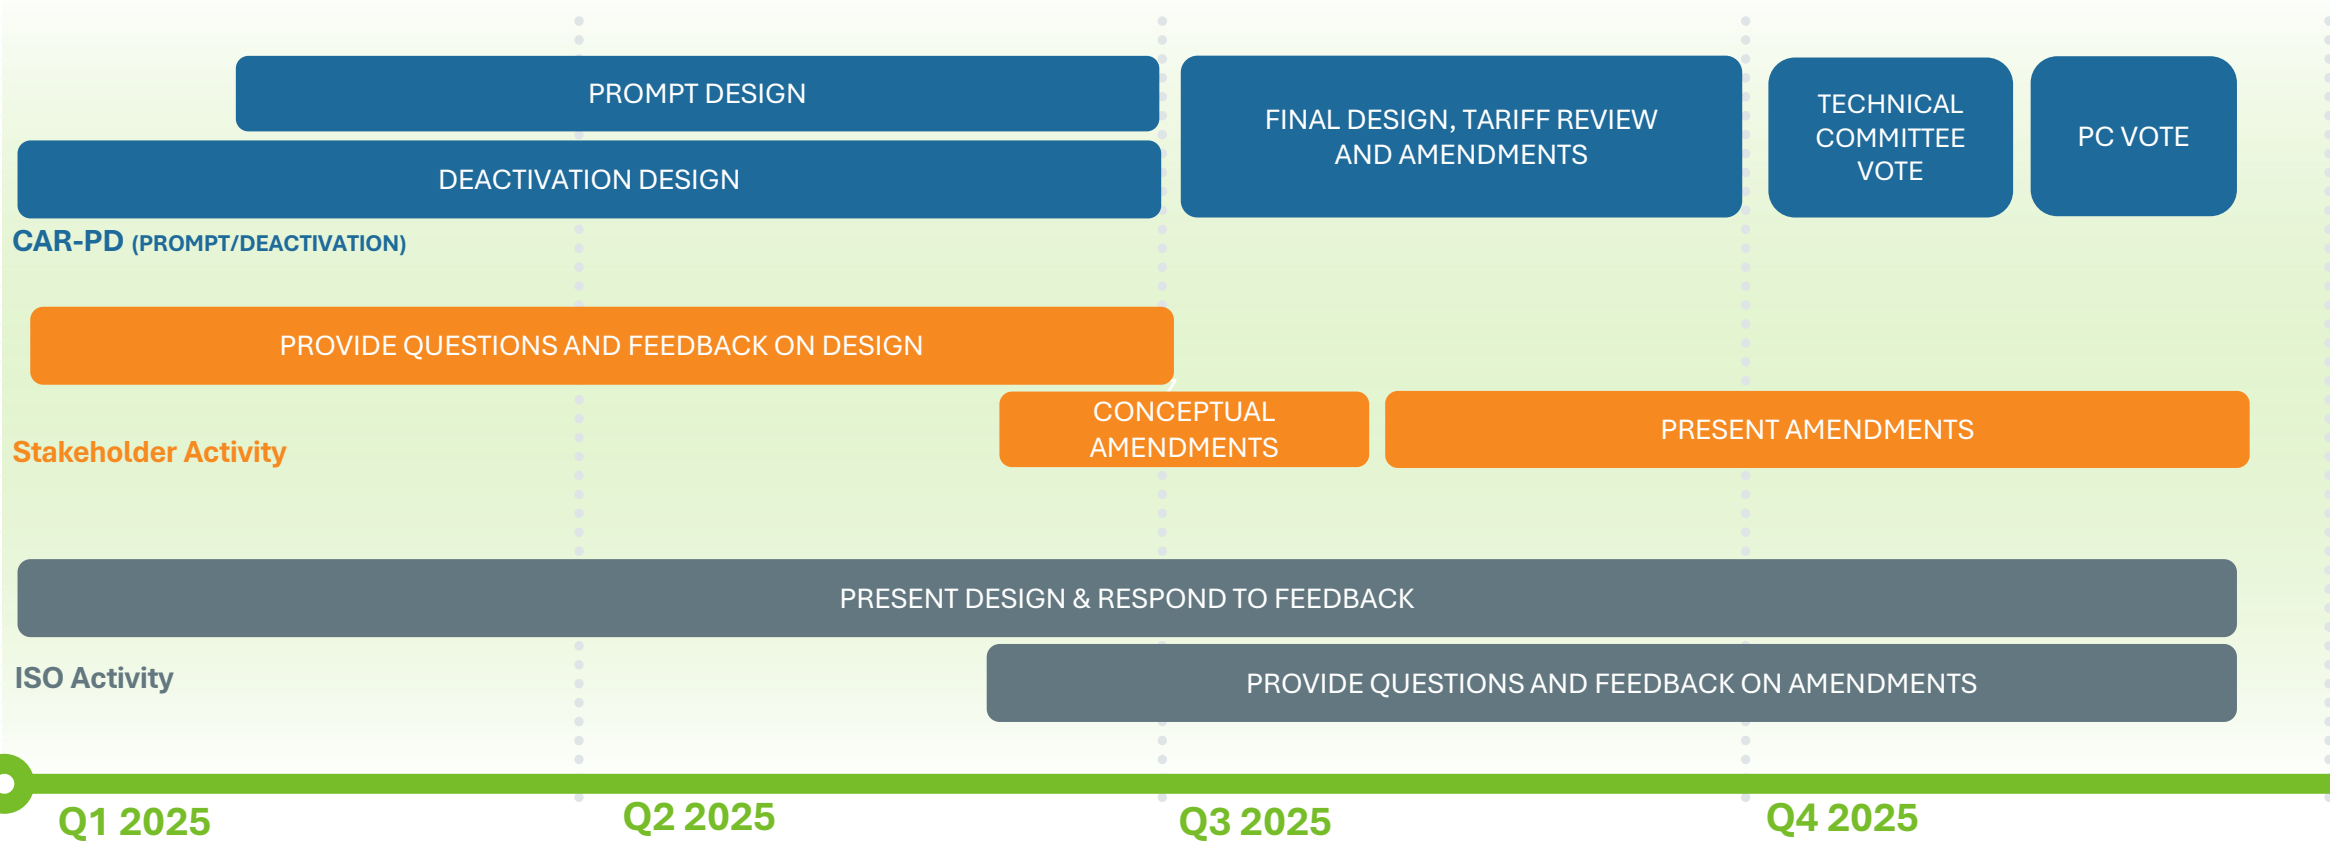 PROMPT DESIGN
DEACTIVATION DESIGN
FINAL DESIGN, TARIFF REVIEW
AND AMENDMENTS
TECHNICAL
COMMITTEE
VOTE
PC VOTE
CAR-PD (PROMPT/DEACTIVATION)
PROVIDE QUESTIONS AND FEEDBACK ON DESIGN
CONCEPTUAL
AMENDMENTS
PRESENT AMENDMENTS
Stakeholder Activity
PRESENT DESIGN & RESPOND TO FEEDBACK
PROVIDE QUESTIONS AND FEEDBACK ON AMENDMENTS
ISO Activity
Q1 2025
Q2 2025
Q3 2025
Q4 2025